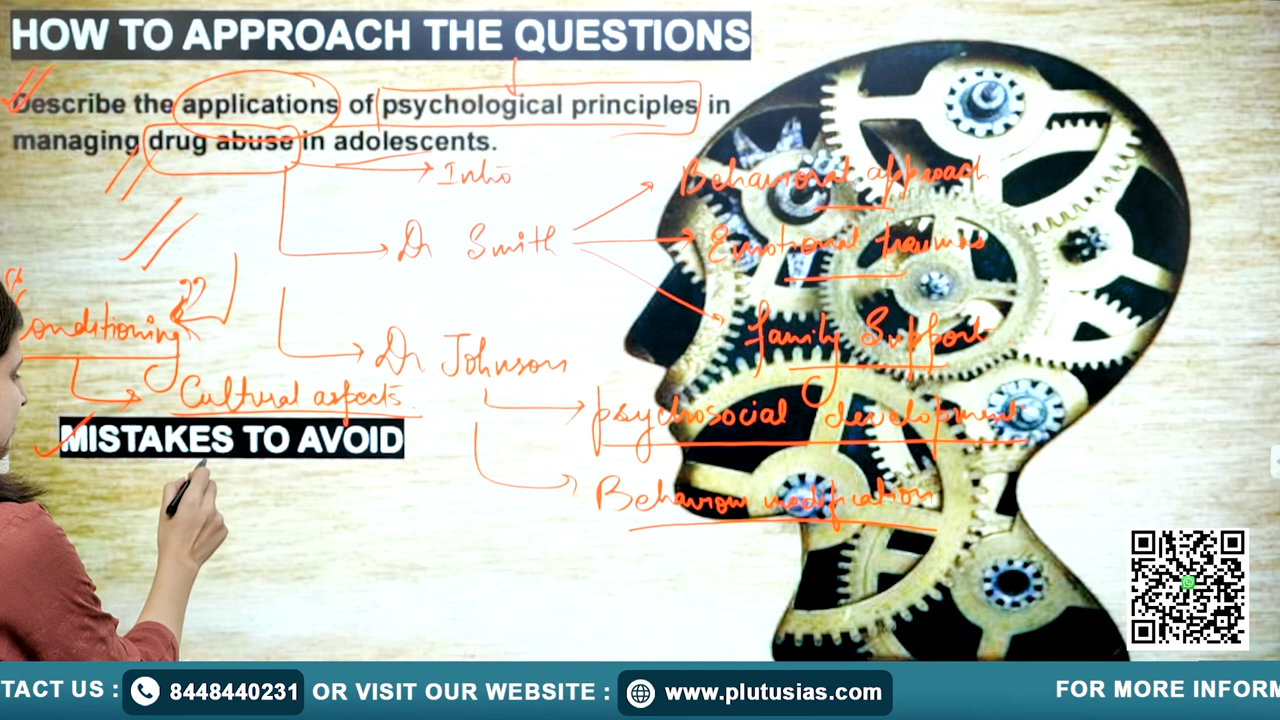 HOW TO APPROACH THE QUESTIONS
Describe the applications of psychological principles in
managing drug abuse in adolescents.
Intro
Dr Smith
Behavioral approach
Emotional traumas
family Support
Conditioning
Dr Johnson
Cultural aspects.
psychosocial development
MISTAKES TO AVOID
Behaviour modification
TACT US : 8448440231 OR VISIT OUR WEBSITE : www.plutusias.com FOR MORE INFORM